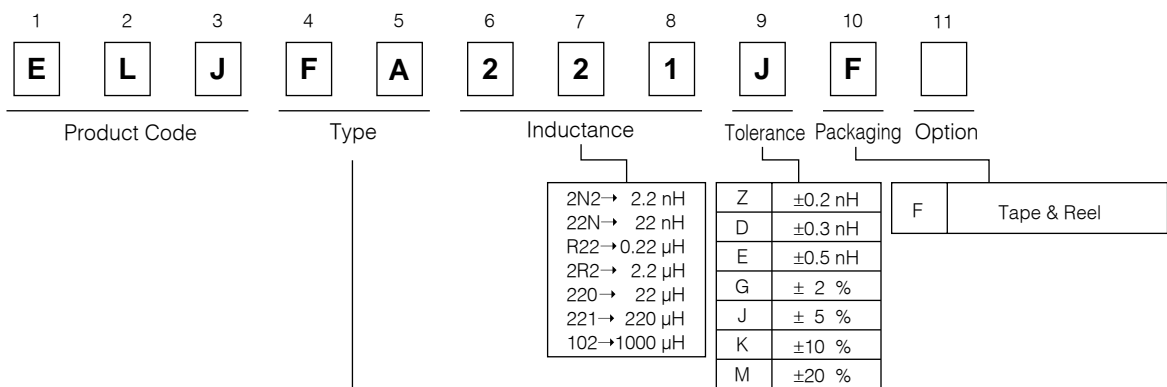 1 2 3 4 5 6 7 8 9 10 11
E L J F A 2 2 1 J F
Product Code Type Inductance Tolerance Packaging Option
2N2→ 2.2 nH
22N→ 22 nH
R22→0.22 µH
2R2→ 2.2 µH
220→ 22 µH
221→ 220 µH
102→1000 µH
Z ±0.2 nH
D ±0.3 nH
E ±0.5 nH
G ± 2 %
J ± 5 %
K ±10 %
M ±20 %
F Tape & Reel